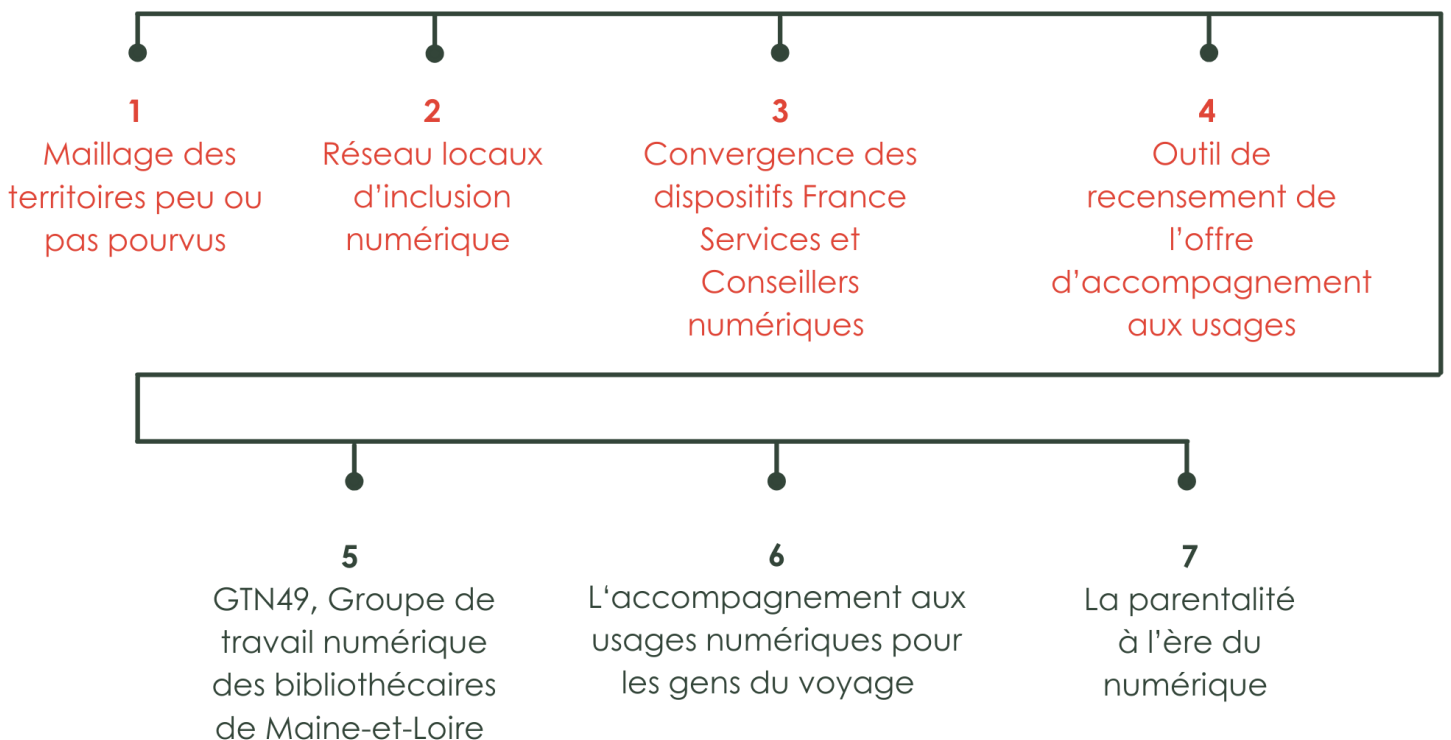 1
Maillage des
territoires peu ou
pas pourvus
2
Réseau locaux
d'inclusion
numérique
3
Convergence des
dispositifs France
Services et
Conseillers
numériques
4
Outil de
recensement de
l'offre
d'accompagnement
aux usages
5
GTN49, Groupe de
travail numérique
des bibliothécaires
de Maine-et-Loire
6
L‘accompagnement aux
usages numériques pour
les gens du voyage
7
La parentalité
à l'ère du
numérique